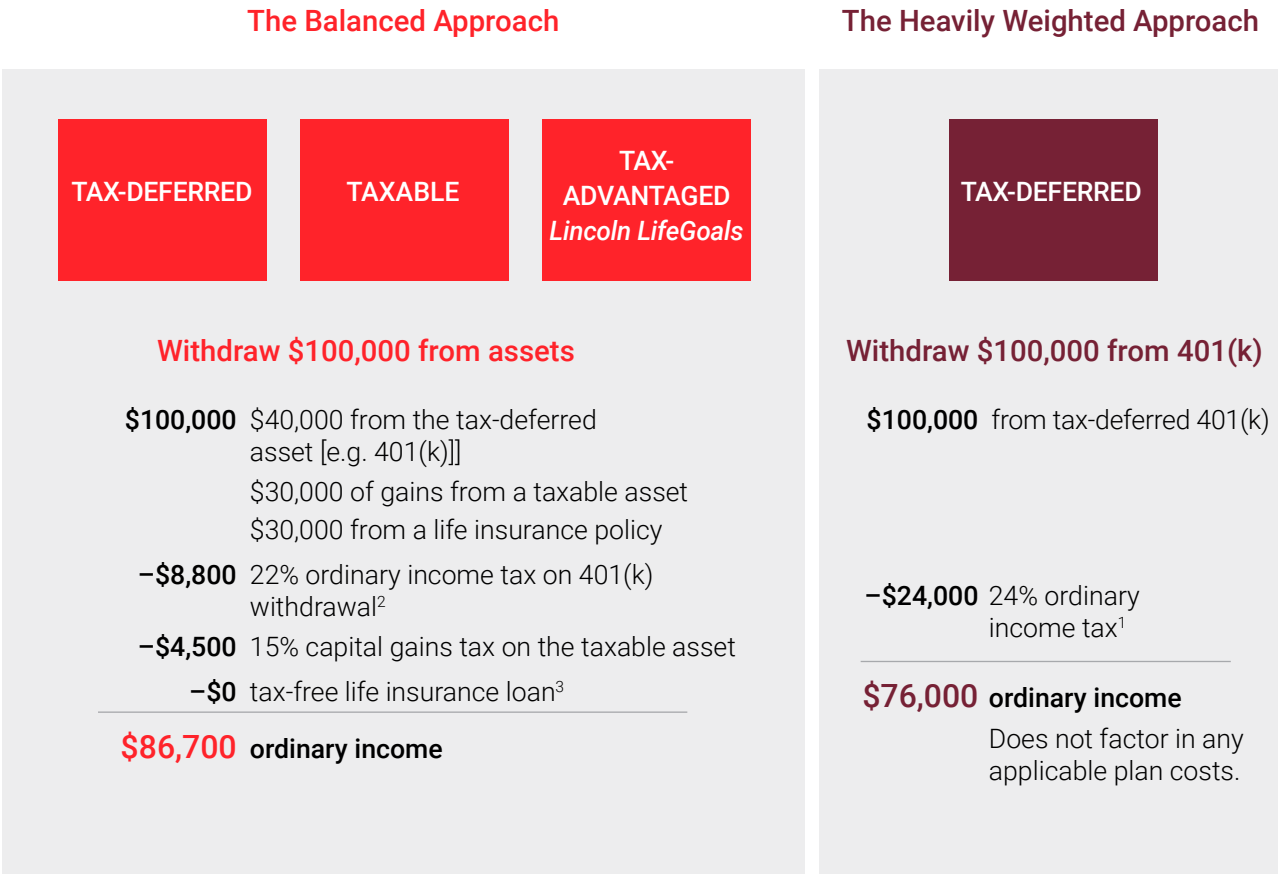 The Balanced Approach
TAX-DEFERRED
TAXABLE
TAX-
ADVANTAGED
Lincoln LifeGoals
Withdraw $100,000 from assets
$100,000 $40,000 from the tax-deferred
asset [e.g. 401(k)]]
$30,000 of gains from a taxable asset
$30,000 from a life insurance policy
–$8,800 22% ordinary income tax on 401(k)
withdrawal²
–$4,500 15% capital gains tax on the taxable asset
–$0 tax-free life insurance loan³
$86,700 ordinary income
The Heavily Weighted Approach
TAX-DEFERRED
Withdraw $100,000 from 401(k)
$100,000 from tax-deferred 401(k)
–$24,000 24% ordinary
income tax¹
$76,000 ordinary income
Does not factor in any
applicable plan costs.